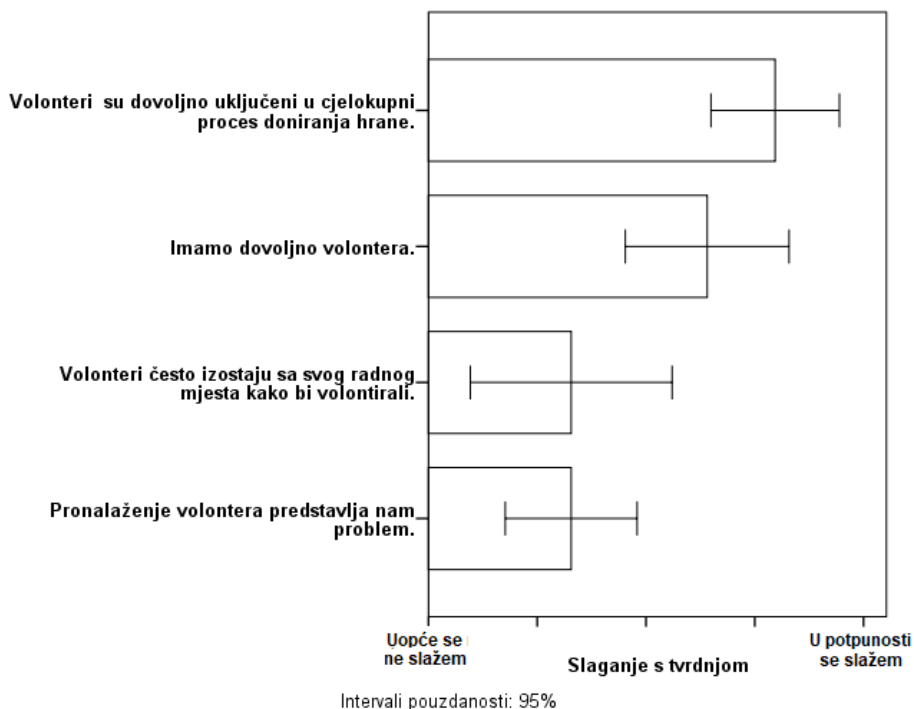 Volonteri su dovoljno uključeni u cjelokupni
proces doniranja hrane.
Imamo dovoljno volontera.
Volonteri često izostaju sa svog radnog
mjesta kako bi volontirali.
Pronalaženje volontera predstavlja nam
problem.
Uopće se
ne slažem
U potpunosti
se slažem
Slaganje s tvrdnjom
Intervali pouzdanosti: 95%